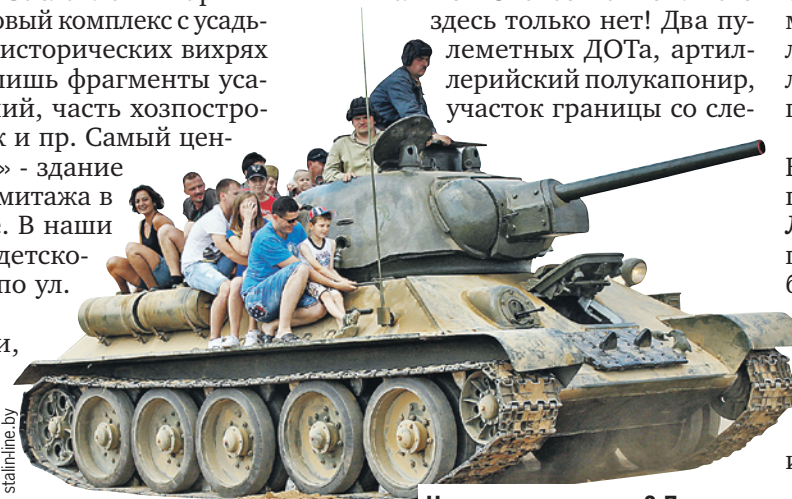 овый комплекс с усадь-
исторических вихрях
лишь фрагменты уса-
ний, часть хозпостро-
к и пр. Самый цен-
» - здание
митажа в
е. В наши
детско-
по ул.
и,
stalin-line.by
здесь только нет! Два пу-
леметных ДОТа, артил-
лерийский полукапонир,
участок границы со сле-